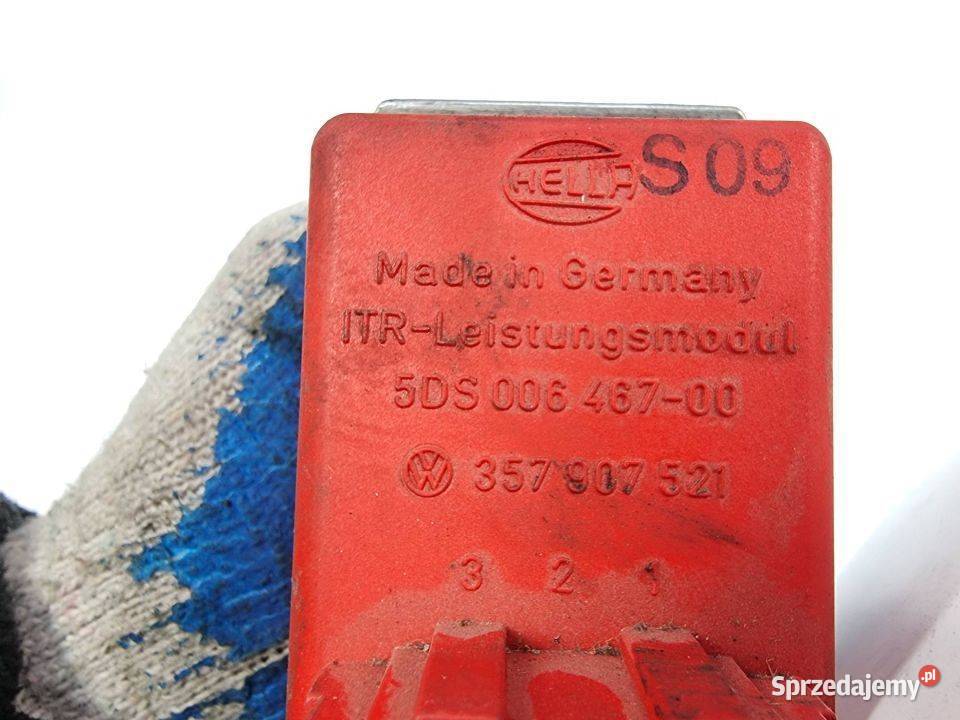 HELLA S 09
Made in Germany
ITR-Leistungsmodul
5DS 006 467-00
VW 357 907 521
3 2 1
Sprzedajemy.pl